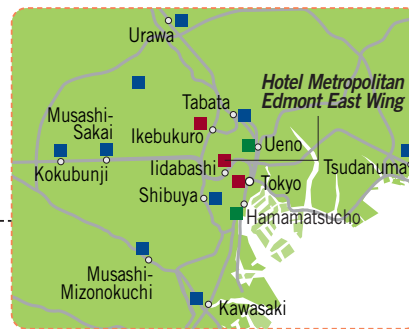 Urawa
Hotel Metropolitan
Edmont East Wing
Tabata
Musashi-
Sakai
Ikebukuro
Ueno
Iidabashi
Tsudanuma
Kokubunji
Tokyo
Shibuya
Hamamatsucho
Musashi-
Mizonokuchi
Kawasaki